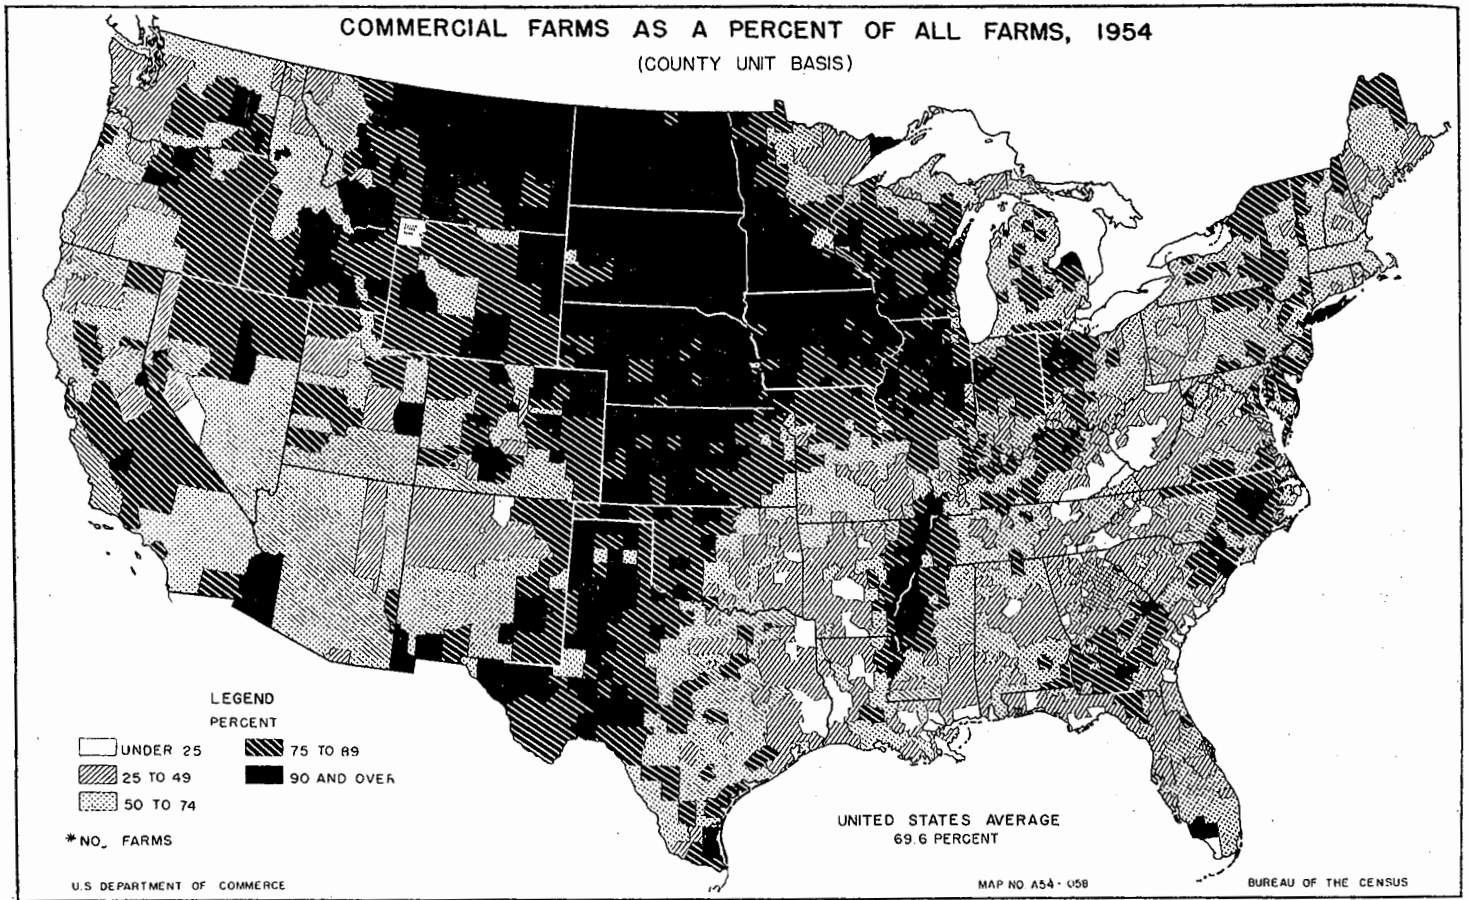 COMMERCIAL FARMS AS A PERCENT OF ALL FARMS, 1954
(COUNTY UNIT BASIS)
LEGEND
PERCENT
UNDER 25
25 TO 49
50 TO 74
75 TO 89
90 AND OVER
* NO. FARMS
UNITED STATES AVERAGE
69.6 PERCENT
U.S DEPARTMENT OF COMMERCE
MAP NO. A54-058
BUREAU OF THE CENSUS